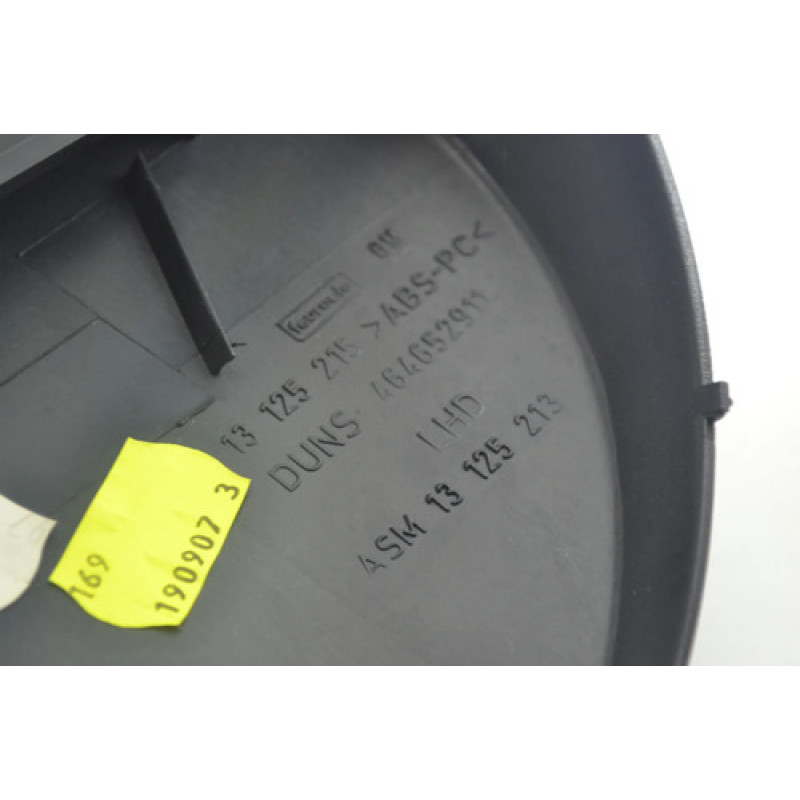 13 125 215 >ABS-PC<
DUNS 464652911
LHD
ASM 13 125 213
169
190907 3